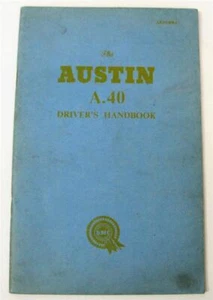 The
AUSTIN
A.40
DRIVER'S HANDBOOK